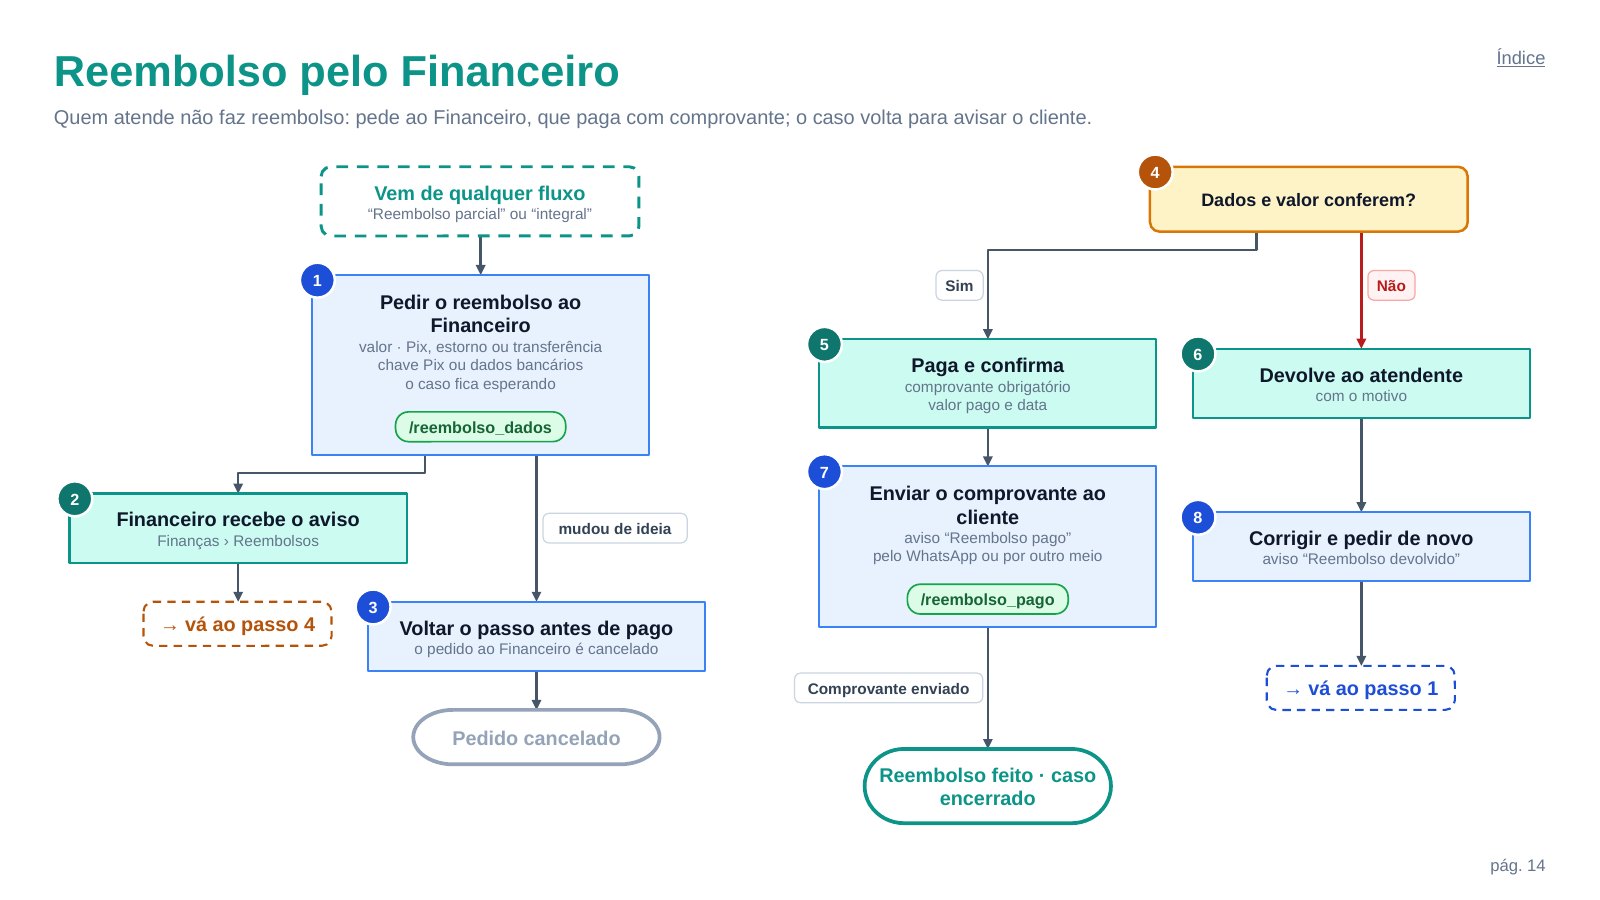 Reembolso pelo Financeiro
Índice
Quem atende não faz reembolso: pede ao Financeiro, que paga com comprovante; o caso volta para avisar o cliente.
Vem de qualquer fluxo
“Reembolso parcial” ou “integral”
1
Pedir o reembolso ao
Financeiro
valor · Pix, estorno ou transferência
chave Pix ou dados bancários
o caso fica esperando
/reembolso_dados
2
Financeiro recebe o aviso
Finanças › Reembolsos
mudou de ideia
→ vá ao passo 4
3
Voltar o passo antes de pago
o pedido ao Financeiro é cancelado
Pedido cancelado
4
Dados e valor conferem?
Sim
Não
5
Paga e confirma
comprovante obrigatório
valor pago e data
6
Devolve ao atendente
com o motivo
7
Enviar o comprovante ao
cliente
aviso “Reembolso pago”
pelo WhatsApp ou por outro meio
/reembolso_pago
8
Corrigir e pedir de novo
aviso “Reembolso devolvido”
Comprovante enviado
→ vá ao passo 1
Reembolso feito · caso
encerrado
pág. 14